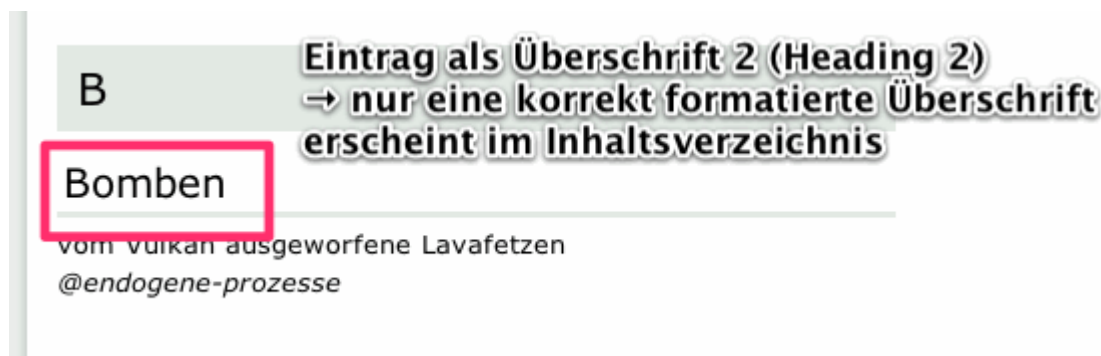 B
Eintrag als Überschrift 2 (Heading 2)
→ nur eine korrekt formatierte Überschrift
erscheint im Inhaltsverzeichnis
Bomben
vom Vulkan ausgeworfene Lavafetzen
@endogene-prozesse